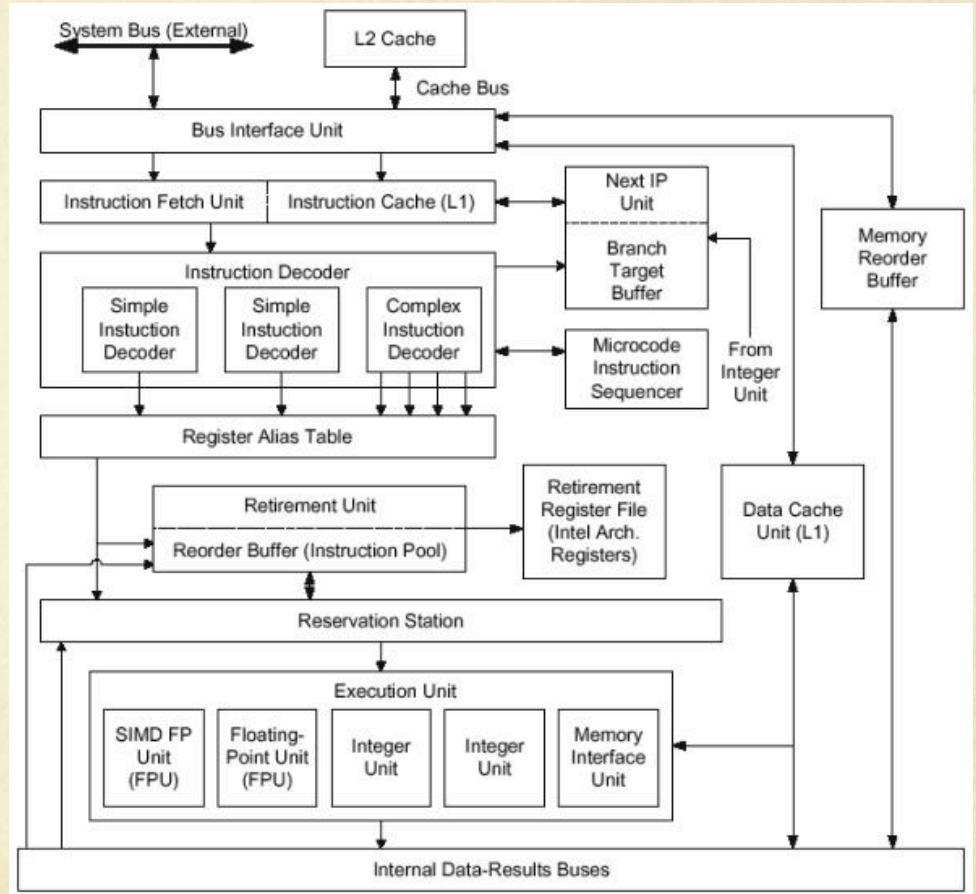 System Bus (External)
L2 Cache
Cache Bus
Bus Interface Unit
Instruction Fetch Unit
Instruction Cache (L1)
Next IP
Unit
Branch
Target
Buffer
Memory
Reorder
Buffer
Instruction Decoder
Simple
Instuction
Decoder
Simple
Instuction
Decoder
Complex
Instuction
Decoder
Microcode
Instruction
Sequencer
From
Integer
Unit
Register Alias Table
Retirement Unit
Reorder Buffer (Instruction Pool)
Retirement
Register File
(Intel Arch.
Registers)
Data Cache
Unit (L1)
Reservation Station
Execution Unit
SIMD FP
Unit
(FPU)
Floating-
Point Unit
(FPU)
Integer
Unit
Integer
Unit
Memory
Interface
Unit
Internal Data-Results Buses